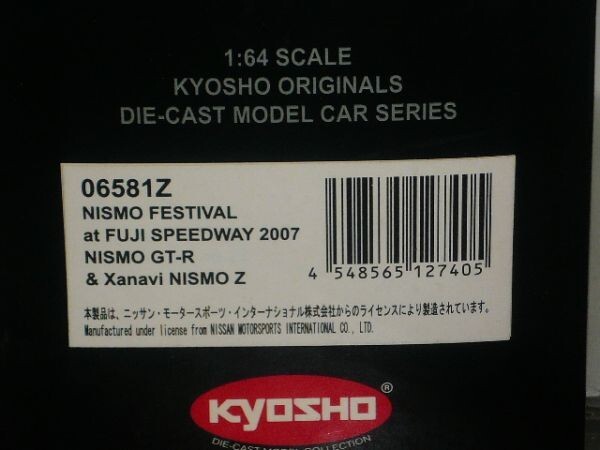 1:64 SCALE
KYOSHO ORIGINALS
DIE-CAST MODEL CAR SERIES
06581Z
NISMO FESTIVAL
at FUJI SPEEDWAY 2007
NISMO GT-R
& Xanavi NISMO Z
4 548565 127405
本製品は、ニッサン・モータースポーツ・インターナショナル株式会社からのライセンスにより製造されています。
Manufactured under license from NISSAN MOTORSPORTS INTERNATIONAL CO., LTD.
KYOSHO ®
DIE-CAST MODEL COLLECTION